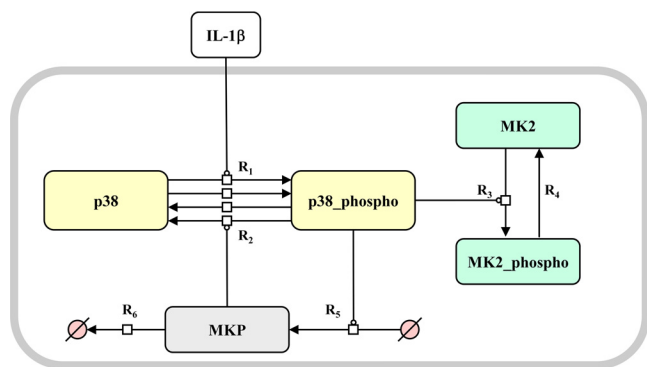 IL-1β
MK2
R1
p38
p38_phospho
R3
R4
R2
MK2_phospho
R6
MKP
R5